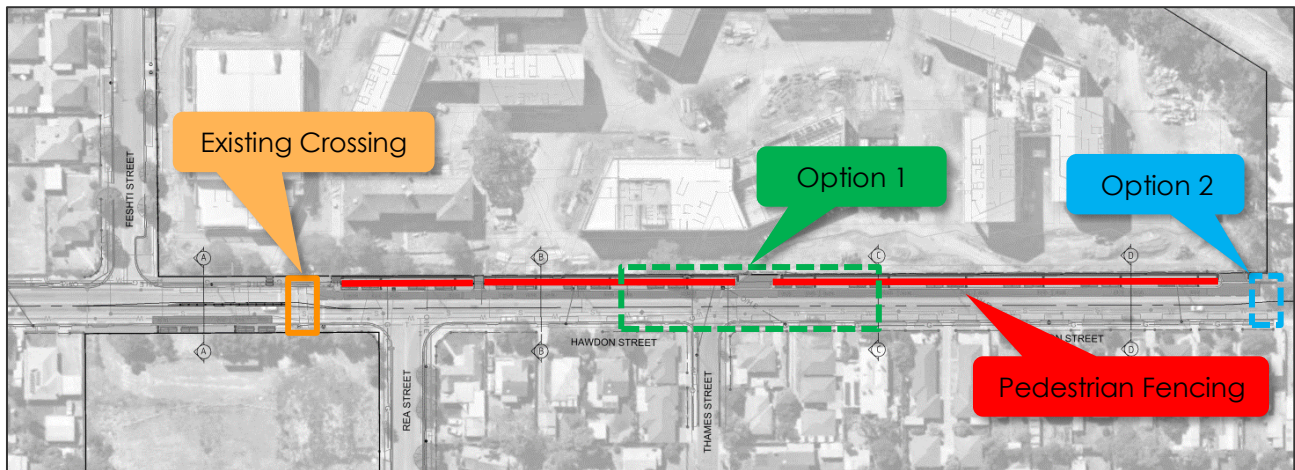 Existing Crossing
Option 1
Option 2
FESHTI STREET
A
B
C
D
A
B
C
D
HAWDON STREET
STREET
REA STREET
THAMES STREET
Pedestrian Fencing